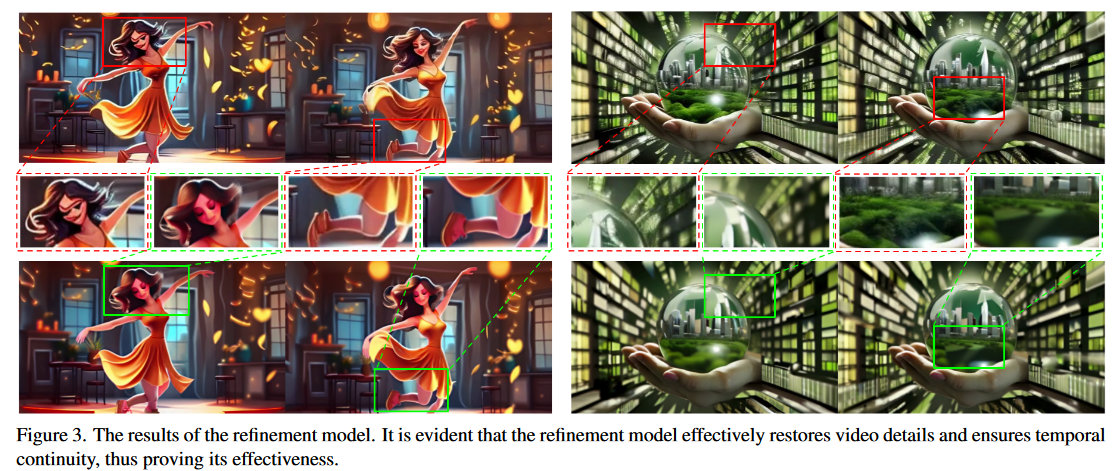 Figure 3. The results of the refinement model. It is evident that the refinement model effectively restores video details and ensures temporal
continuity, thus proving its effectiveness.